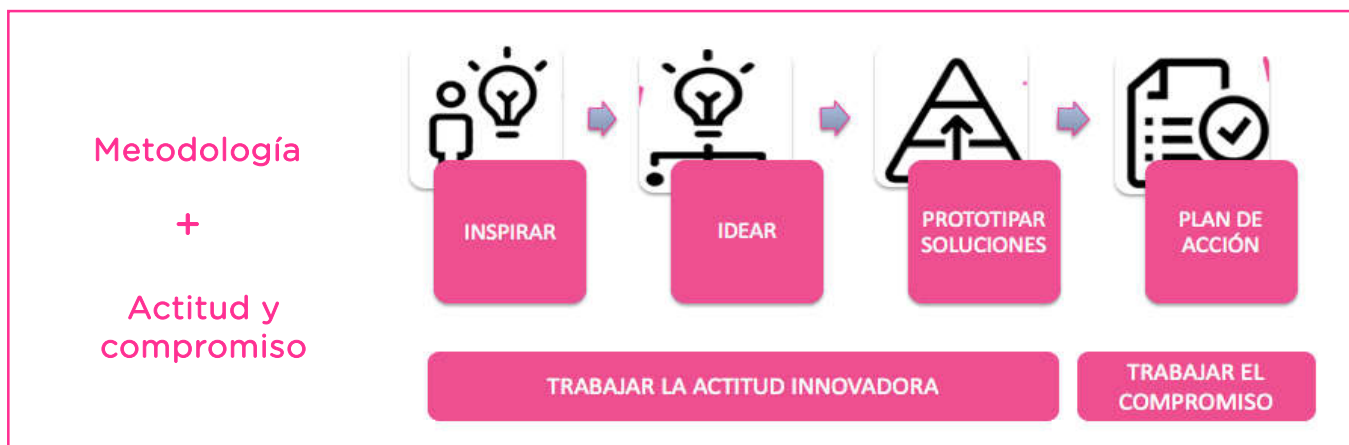 Metodología
+
Actitud y
compromiso
INSPIRAR
IDEAR
PROTOTIPAR
SOLUCIONES
PLAN DE
ACCIÓN
TRABAJAR LA ACTITUD INNOVADORA
TRABAJAR EL
COMPROMISO